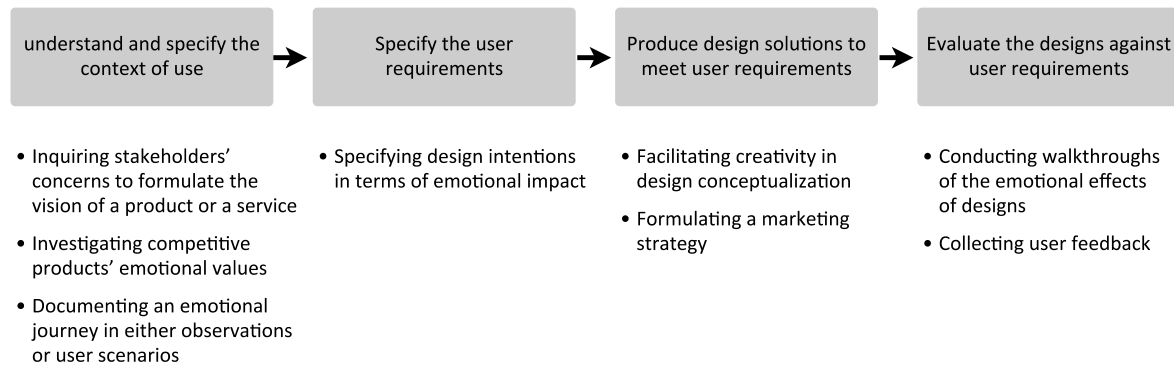 understand and specify the
context of use
Specify the user
requirements
Produce design solutions to
meet user requirements
Evaluate the designs against
user requirements
• Inquiring stakeholders’
concerns to formulate the
vision of a product or a service
• Investigating competitive
products’ emotional values
• Documenting an emotional
journey in either observations
or user scenarios
• Specifying design intentions
in terms of emotional impact
• Facilitating creativity in
design conceptualization
• Formulating a marketing
strategy
• Conducting walkthroughs
of the emotional effects
of designs
• Collecting user feedback